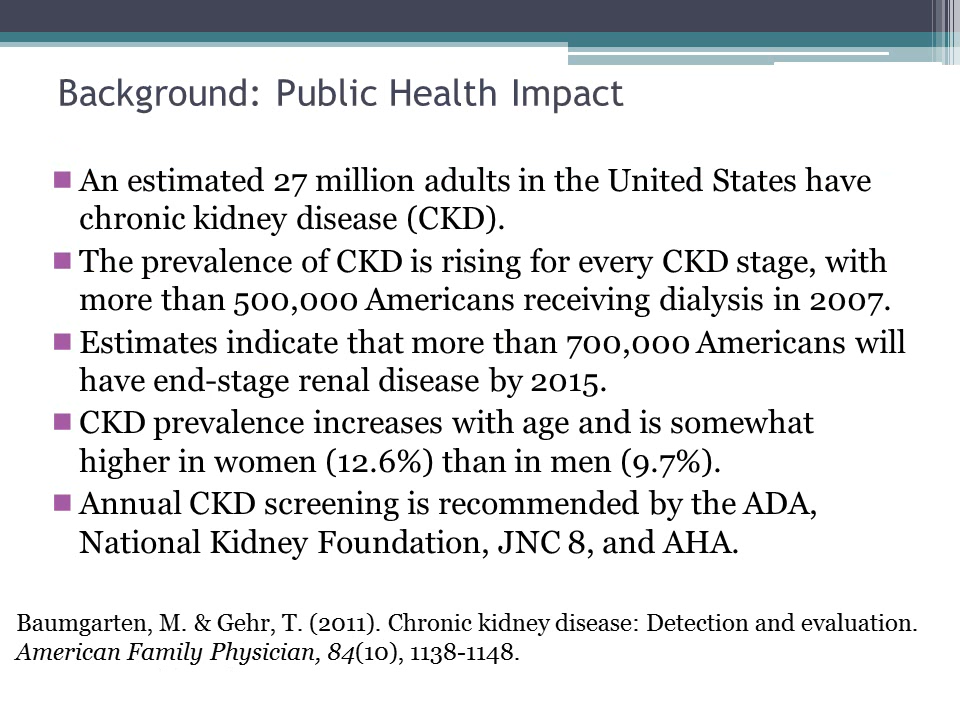 Background: Public Health Impact
An estimated 27 million adults in the United States have
chronic kidney disease (CKD).
The prevalence of CKD is rising for every CKD stage, with
more than 500,000 Americans receiving dialysis in 2007.
Estimates indicate that more than 700,000 Americans will
have end-stage renal disease by 2015.
CKD prevalence increases with age and is somewhat
higher in women (12.6%) than in men (9.7%).
Annual CKD screening is recommended by the ADA,
National Kidney Foundation, JNC 8, and AHA.
Baumgarten, M. & Gehr, T. (2011). Chronic kidney disease: Detection and evaluation.
American Family Physician, 84(10), 1138-1148.